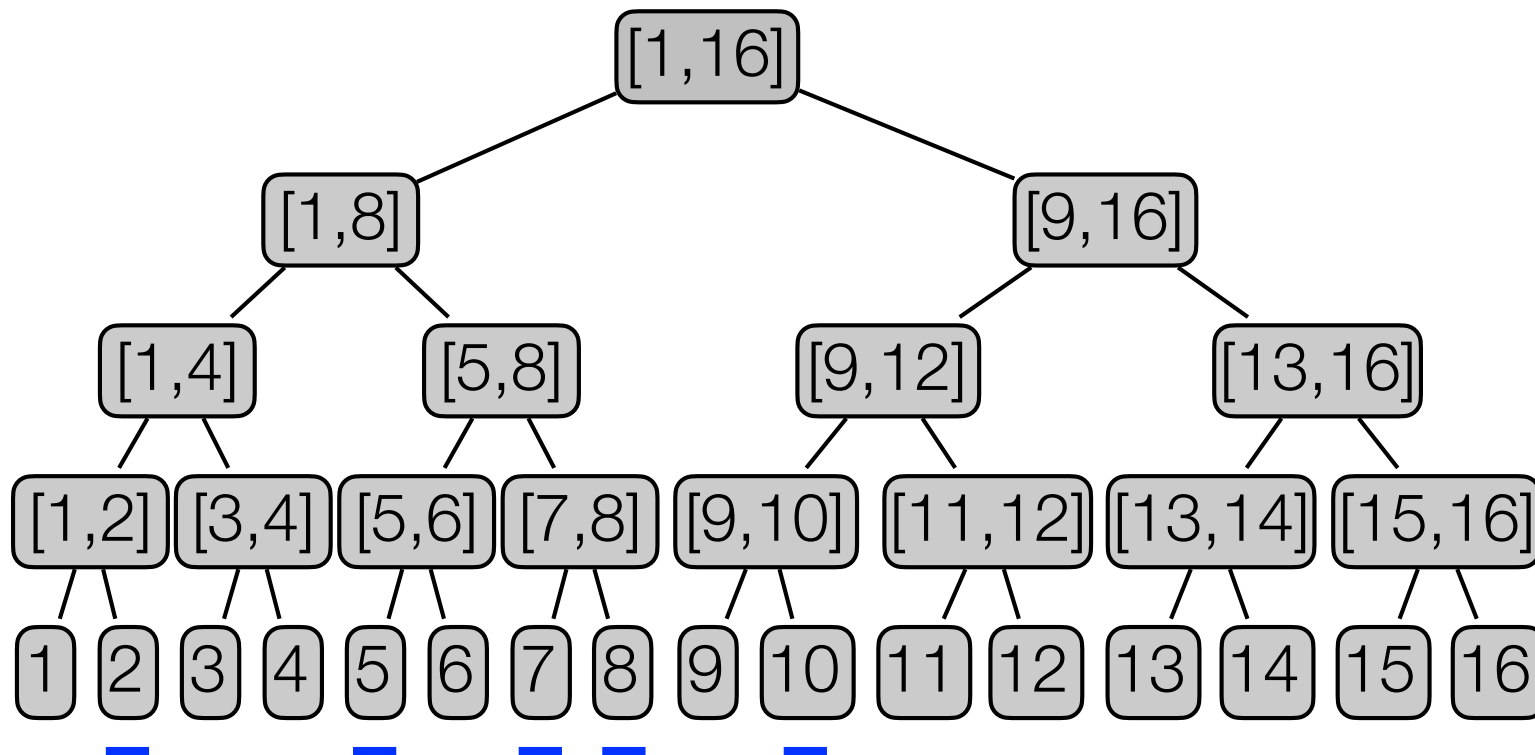 [1,16]
[1,8] [9,16]
[1,4] [5,8] [9,12] [13,16]
[1,2] [3,4] [5,6] [7,8] [9,10] [11,12] [13,14] [15,16]
1 2 3 4 5 6 7 8 9 10 11 12 13 14 15 16